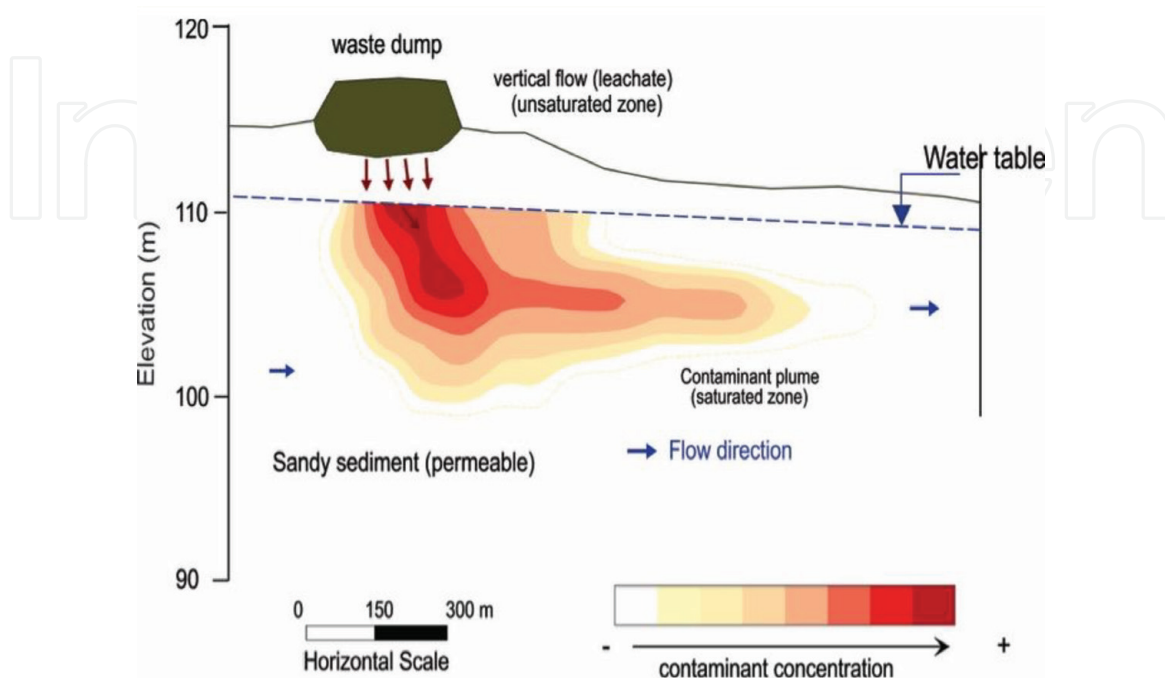 120
waste dump
vertical flow (leachate)
(unsaturated zone)
Water table
110
Elevation (m)
Contaminant plume
(saturated zone)
100
Flow direction
Sandy sediment (permeable)
90
0 150 300 m
Horizontal Scale
- +
contaminant concentration